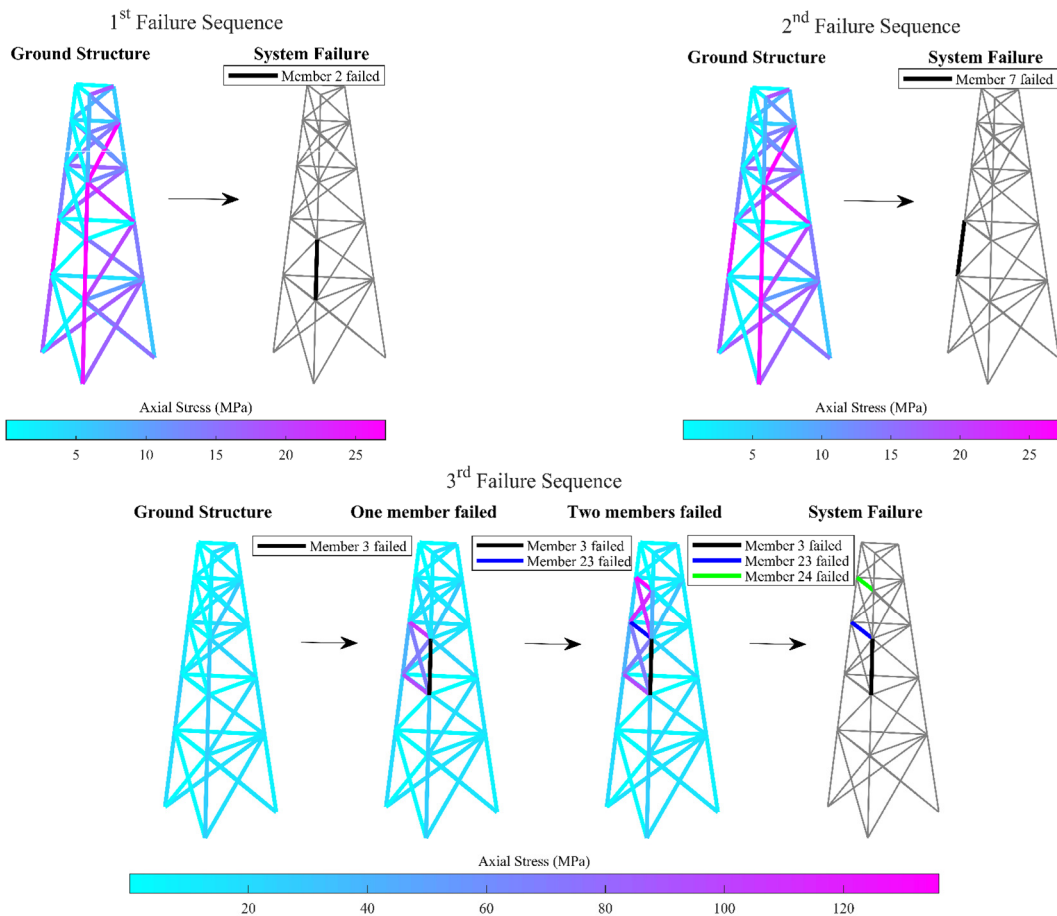 1st Failure Sequence
Ground Structure
System Failure
Member 2 failed
Axial Stress (MPa)
5 10 15 20 25
2nd Failure Sequence
Ground Structure
System Failure
Member 7 failed
Axial Stress (MPa)
5 10 15 20 25
3rd Failure Sequence
Ground Structure
Member 3 failed
One member failed
Member 3 failed
Member 23 failed
Two members failed
Member 3 failed
Member 23 failed
Member 24 failed
System Failure
Axial Stress (MPa)
20 40 60 80 100 120